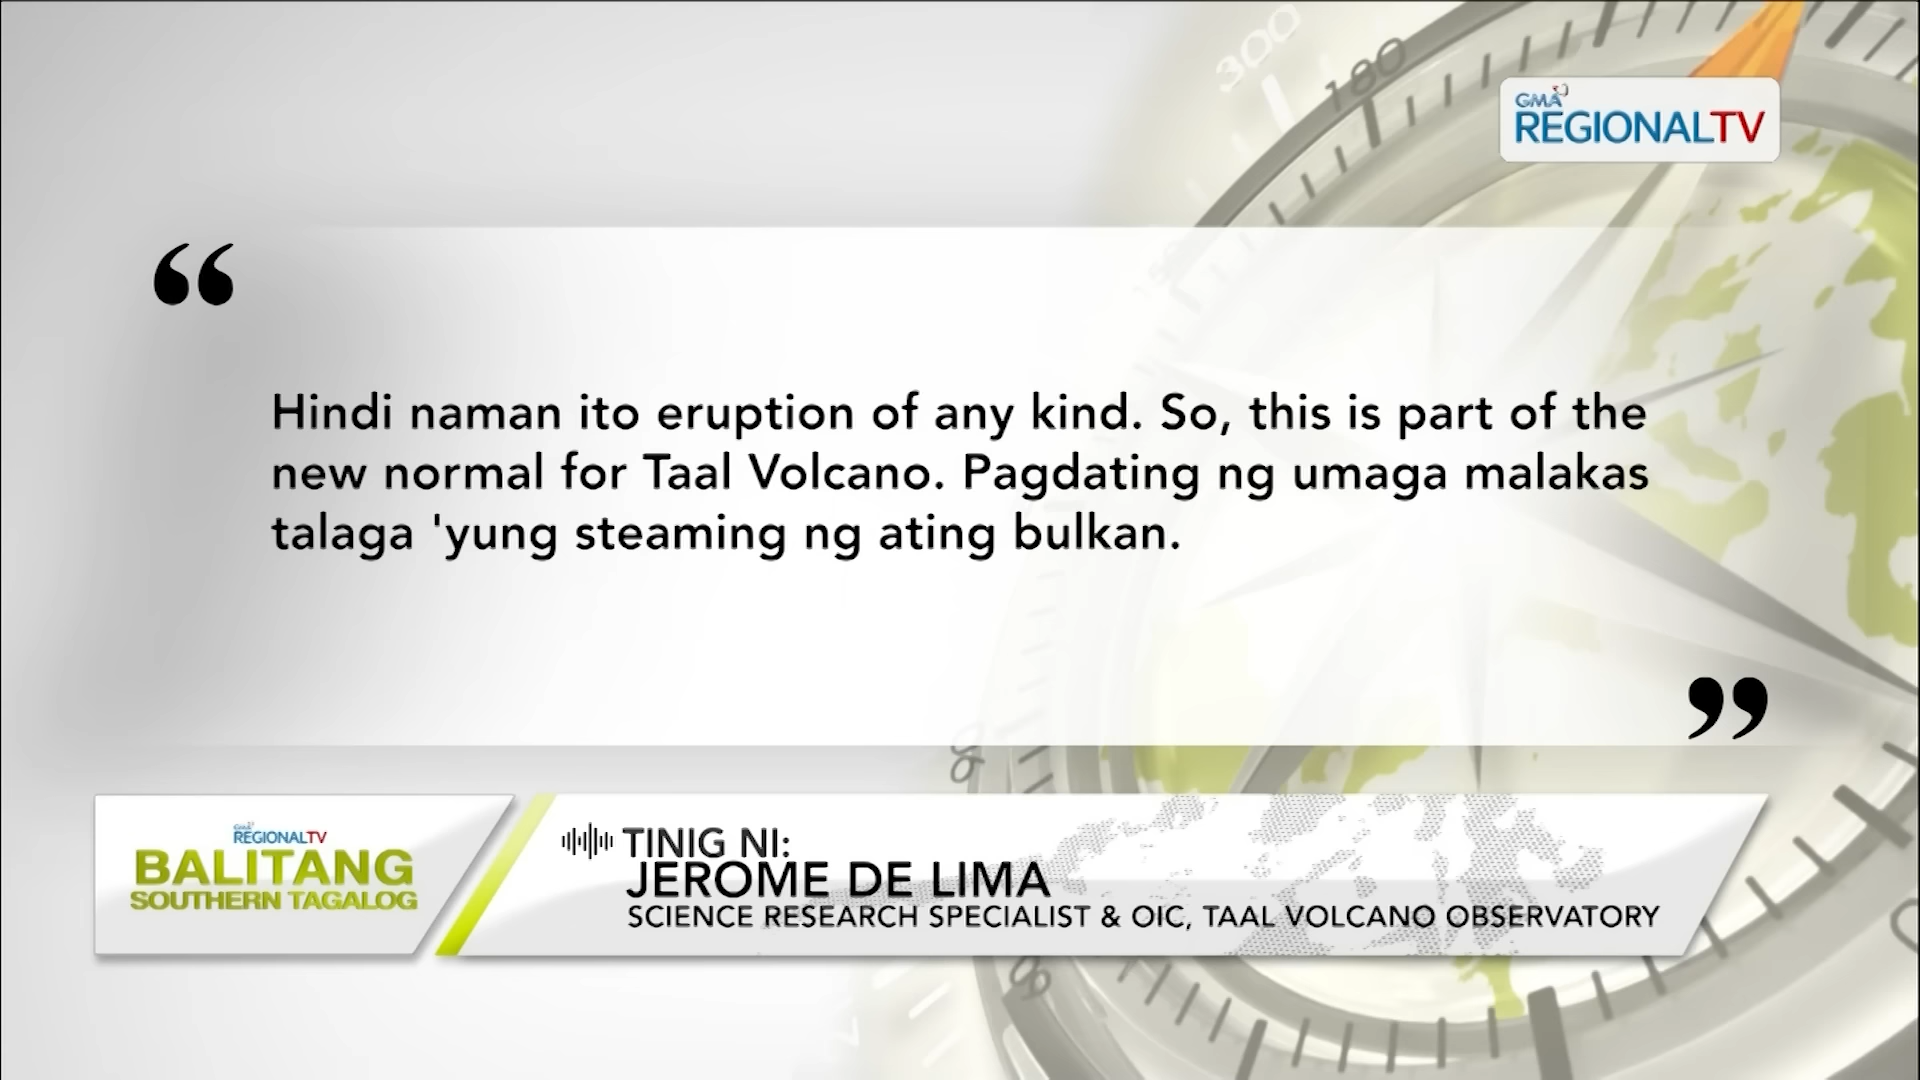 300
180
GMA
REGIONALTV
“
Hindi naman ito eruption of any kind. So, this is part of the
new normal for Taal Volcano. Pagdating ng umaga malakas
talaga 'yung steaming ng ating bulkan.
”
GMA
REGIONALTV
BALITANG
SOUTHERN TAGALOG
TINIG NI:
JEROME DE LIMA
SCIENCE RESEARCH SPECIALIST & OIC, TAAL VOLCANO OBSERVATORY